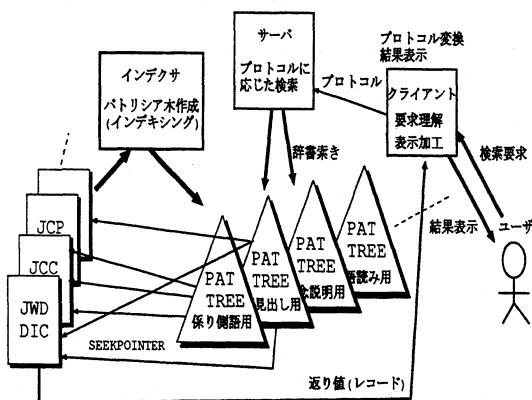 サーバ
プロトコルに
応じた検索
インデクサ
パトリシア木作成
(インデキシング)
プロトコル変換
結果表示
プロトコル
クライアント
要求理解
表示加工
辞書索き
検索要求
結果表示
ユーザ
JCP
JCC
JWD
DIC
PAT
TREE
係り側語用
PAT
TREE
見出し用
PAT
TREE
念説明用
PAT
TREE
語読み用
SEEKPOINTER
返り値(レコード)